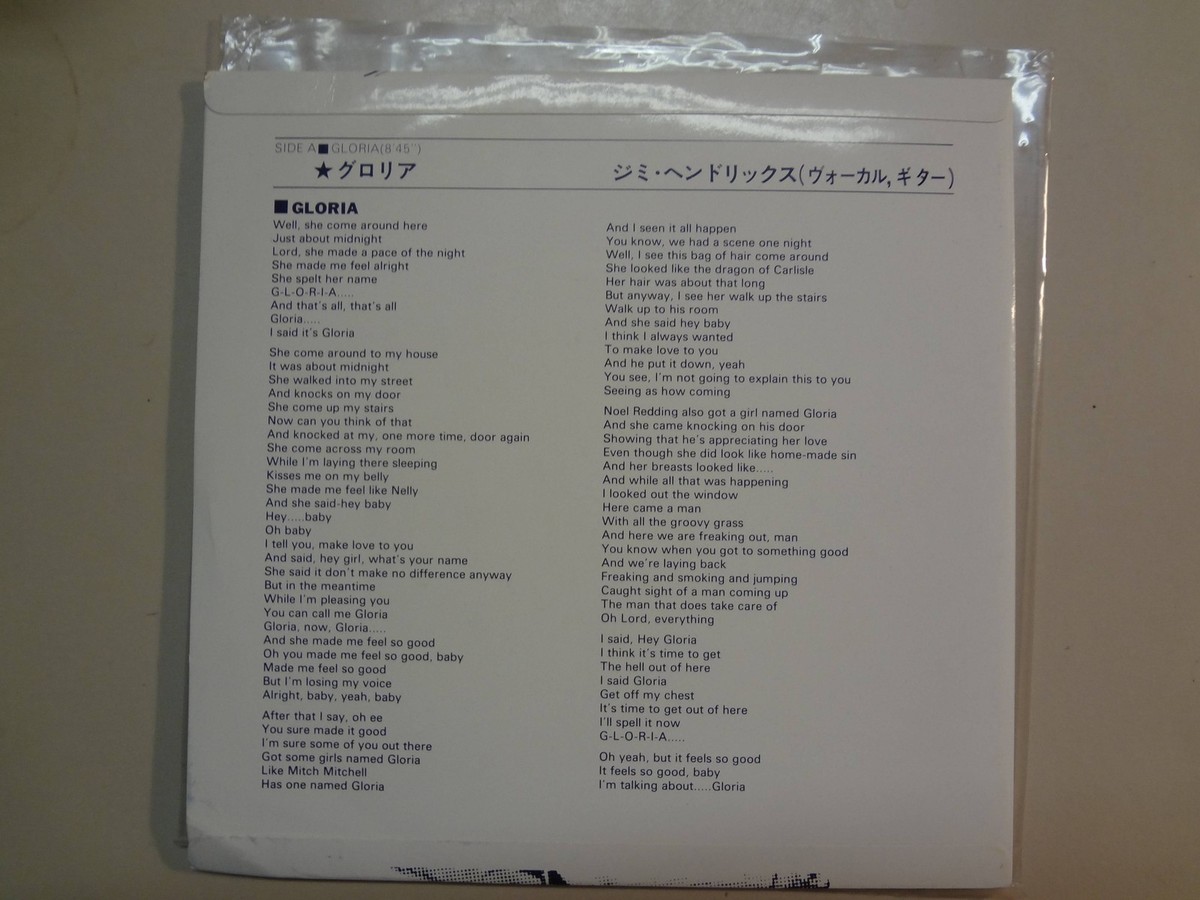 SIDE A■GLORIA(8'45")
★グロリア
ジミ・ヘンドリックス(ヴォーカル,ギター)
■GLORIA
Well, she come around here
Just about midnight
Lord, she made a pace of the night
She made me feel alright
She spelt her name
G-L-O-R-I-A.....
And that's all, that's all
Gloria.....
I said it's Gloria
She come around to my house
It was about midnight
She walked into my street
And knocks on my door
She come up my stairs
Now can you think of that
And knocked at my, one more time, door again
She come across my room
While I'm laying there sleeping
Kisses me on my belly
She made me feel like Nelly
And she said-hey baby
Hey.....baby
Oh baby
I tell you, make love to you
And said, hey girl, what's your name
She said it don't make no difference anyway
But in the meantime
While I'm pleasing you
You can call me Gloria
Gloria, now, Gloria.....
And she made me feel so good
Oh you made me feel so good, baby
Made me feel so good
But I'm losing my voice
Alright, baby, yeah, baby
After that I say, oh ee
You sure made it good
I'm sure some of you out there
Got some girls named Gloria
Like Mitch Mitchell
Has one named Gloria
And I seen it all happen
You know, we had a scene one night
Well, I see this bag of hair come around
She looked like the dragon of Carlisle
Her hair was about that long
But anyway, I see her walk up the stairs
Walk up to his room
And she said hey baby
I think I always wanted
To make love to you
And he put it down, yeah
You see, I'm not going to explain this to you
Seeing as how coming
Noel Redding also got a girl named Gloria
And she came knocking on his door
Showing that he's appreciating her love
Even though she did look like home-made sin
And her breasts looked like.....
And while all that was happening
I looked out the window
Here came a man
With all the groovy grass
And here we are freaking out, man
You know when you got to something good
And we're laying back
Freaking and smoking and jumping
Caught sight of a man coming up
The man that does take care of
Oh Lord, everything
I said, Hey Gloria
I think it's time to get
The hell out of here
I said Gloria
Get off my chest
It's time to get out of here
I'll spell it now
G-L-O-R-I-A.....
Oh yeah, but it feels so good
It feels so good, baby
I'm talking about.....Gloria